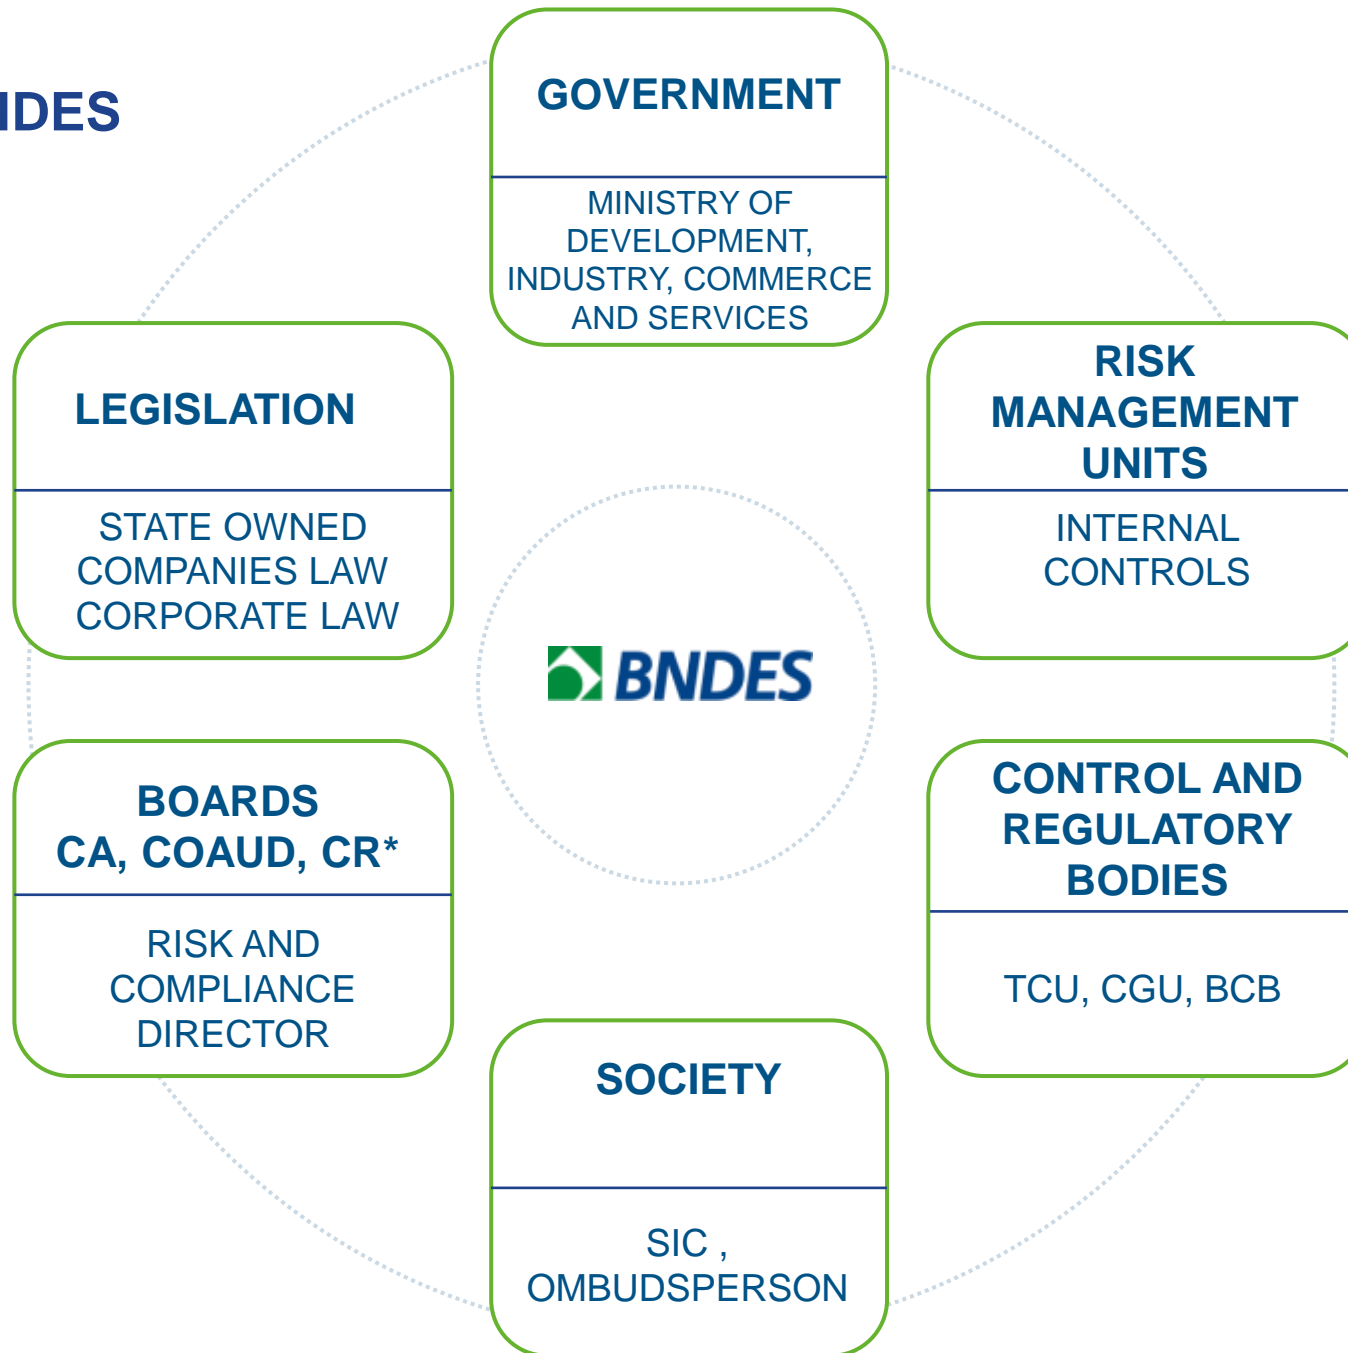 GOVERNMENT
MINISTRY OF
DEVELOPMENT,
INDUSTRY, COMMERCE
AND SERVICES
LEGISLATION
STATE OWNED
COMPANIES LAW
CORPORATE LAW
RISK
MANAGEMENT
UNITS
INTERNAL
CONTROLS
BNDES
BOARDS
CA, COAUD, CR*
RISK AND
COMPLIANCE
DIRECTOR
CONTROL AND
REGULATORY
BODIES
TCU, CGU, BCB
SOCIETY
SIC ,
OMBUDSPERSON